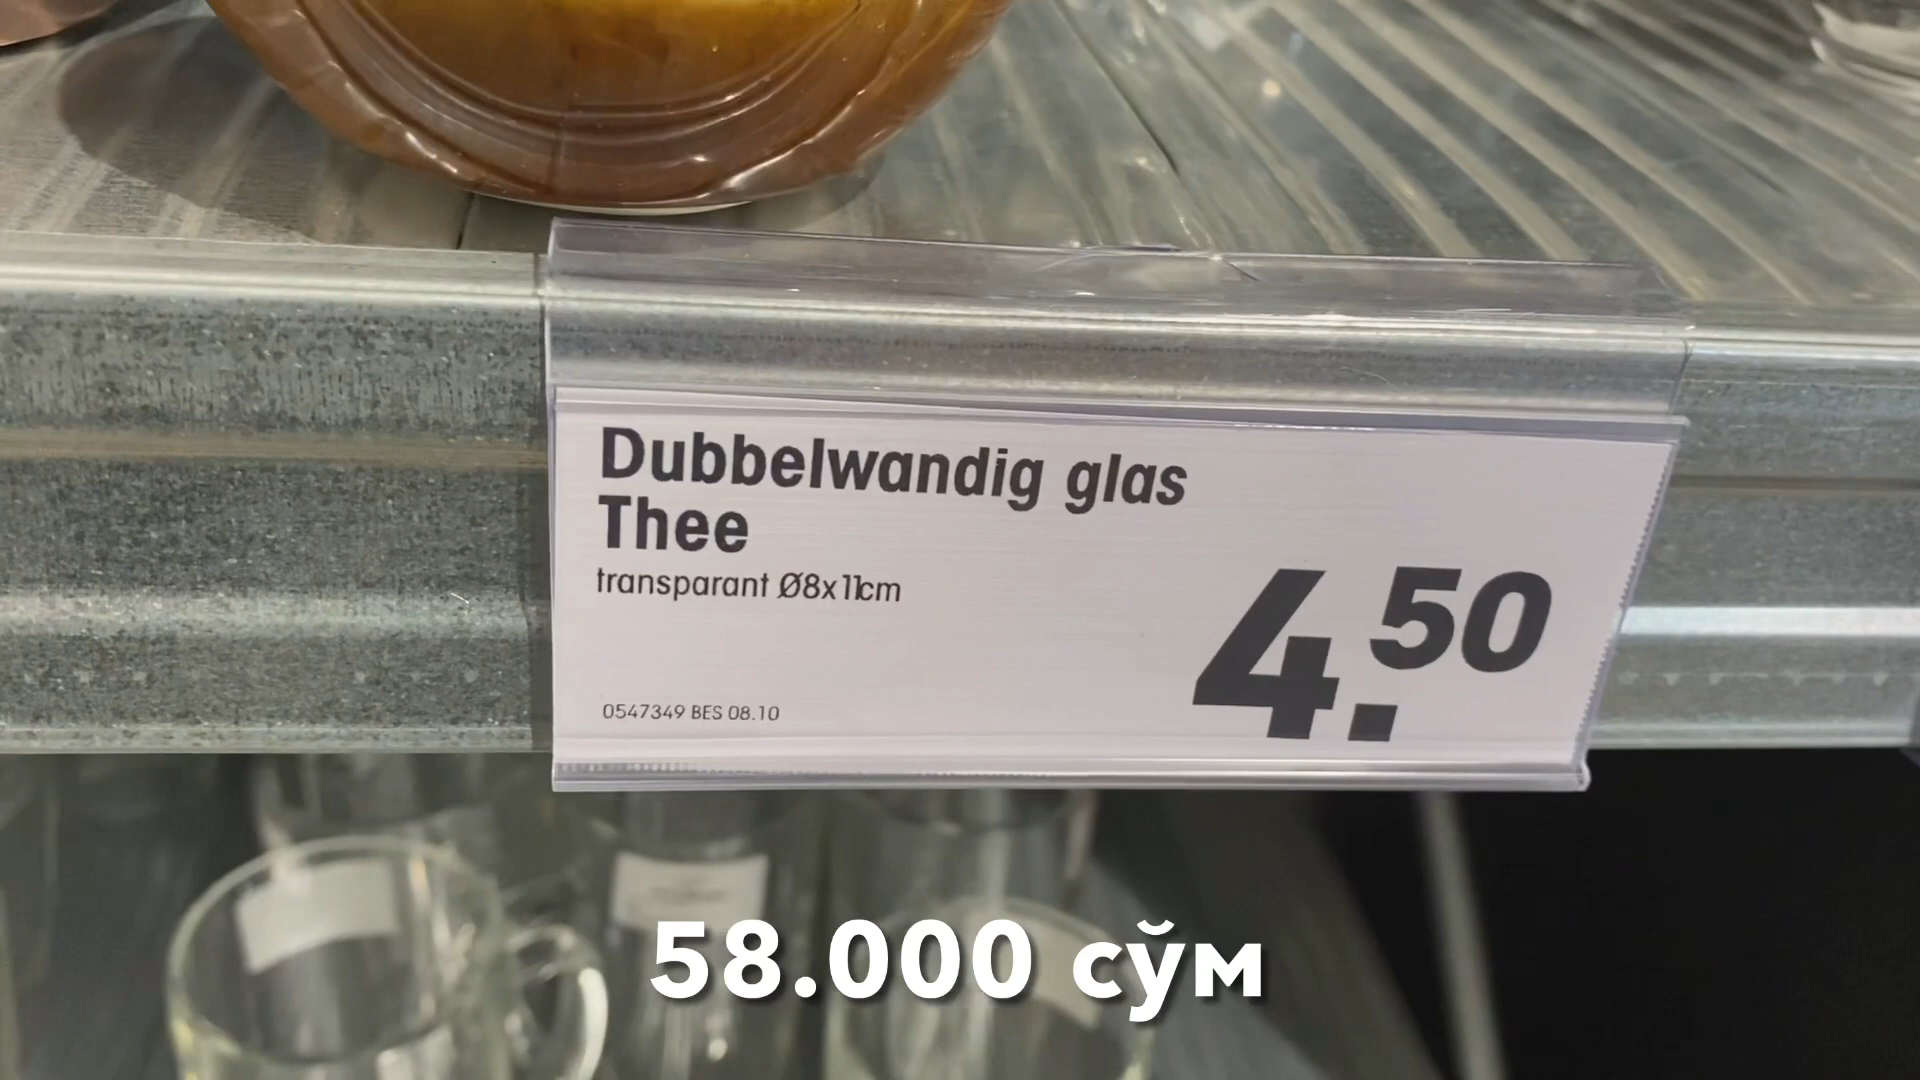 Dubbelwandig glas
Thee
transparant Ø8x11cm
4.50
0547349 BES 08.10
58.000 сўм